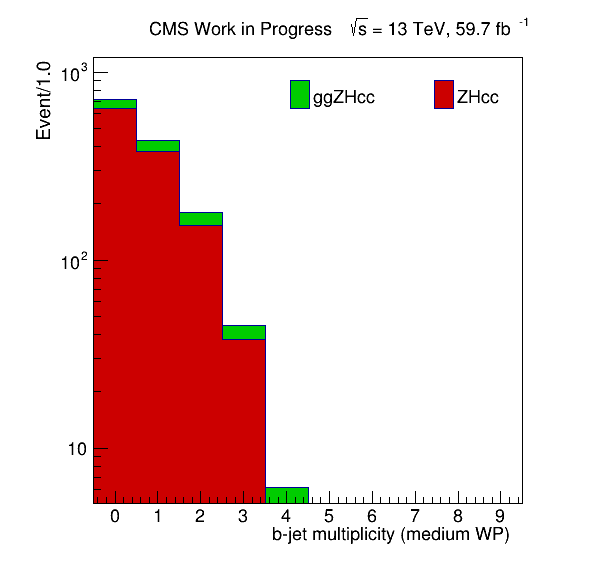 CMS Work in Progress √s = 13 TeV, 59.7 fb⁻¹
Event/1.0
10³
10²
10
ggZHcc ZHcc
0 1 2 3 4 5 6 7 8 9
b-jet multiplicity (medium WP)